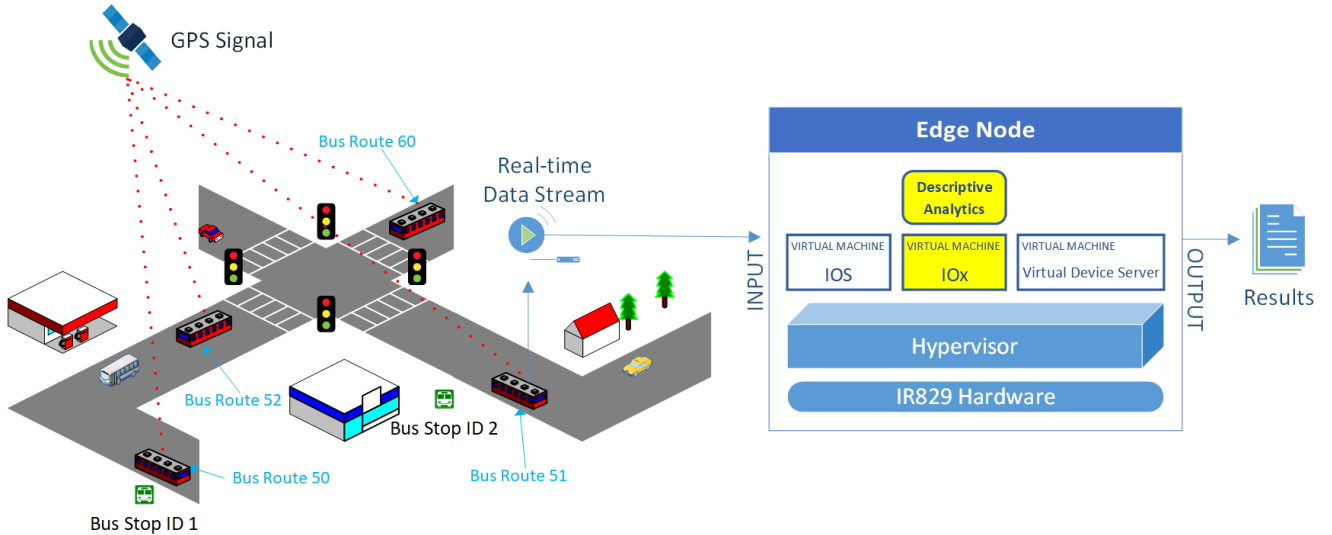 GPS Signal
Bus Route 60
Real-time
Data Stream
Bus Route 52
Bus Stop ID 2
Bus Route 51
Bus Route 50
Bus Stop ID 1
INPUT
Edge Node
Descriptive
Analytics
VIRTUAL MACHINE
IOS
VIRTUAL MACHINE
IOx
VIRTUAL MACHINE
Virtual Device Server
Hypervisor
IR829 Hardware
OUTPUT
Results